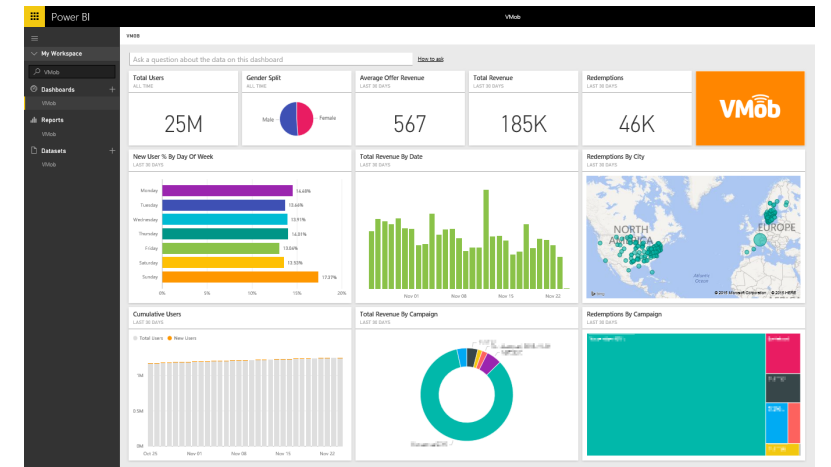 Power BI
VMob
My Workspace
VMob
VMob
Dashboards +
VMob
Reports
VMob
Datasets +
VMob
Ask a question about the data on this dashboard
How to ask
Total Users
ALL TIME
25M
Gender Split
ALL TIME
Male
Female
Average Offer Revenue
LAST 30 DAYS
567
Total Revenue
LAST 30 DAYS
185K
Redemptions
LAST 30 DAYS
46K
VMob
New User % By Day Of Week
LAST 30 DAYS
Monday 14.48%
Tuesday 13.64%
Wednesday 13.91%
Thursday 14.01%
Friday 13.06%
Saturday 13.53%
Sunday 17.37%
0% 5% 10% 15% 20%
Total Revenue By Date
LAST 30 DAYS
Nov 01 Nov 08 Nov 15 Nov 22
Redemptions By City
LAST 30 DAYS
NORTH
AMERICA
EUROPE
Atlantic
Ocean
© 2015 Microsoft Corporation © 2015 HERE
Cumulative Users
LAST 30 DAYS
Total Users New Users
1M
0.5M
0M
Oct 25 Nov 01 Nov 08 Nov 15 Nov 22
Total Revenue By Campaign
LAST 30 DAYS
Redemptions By Campaign
LAST 30 DAYS